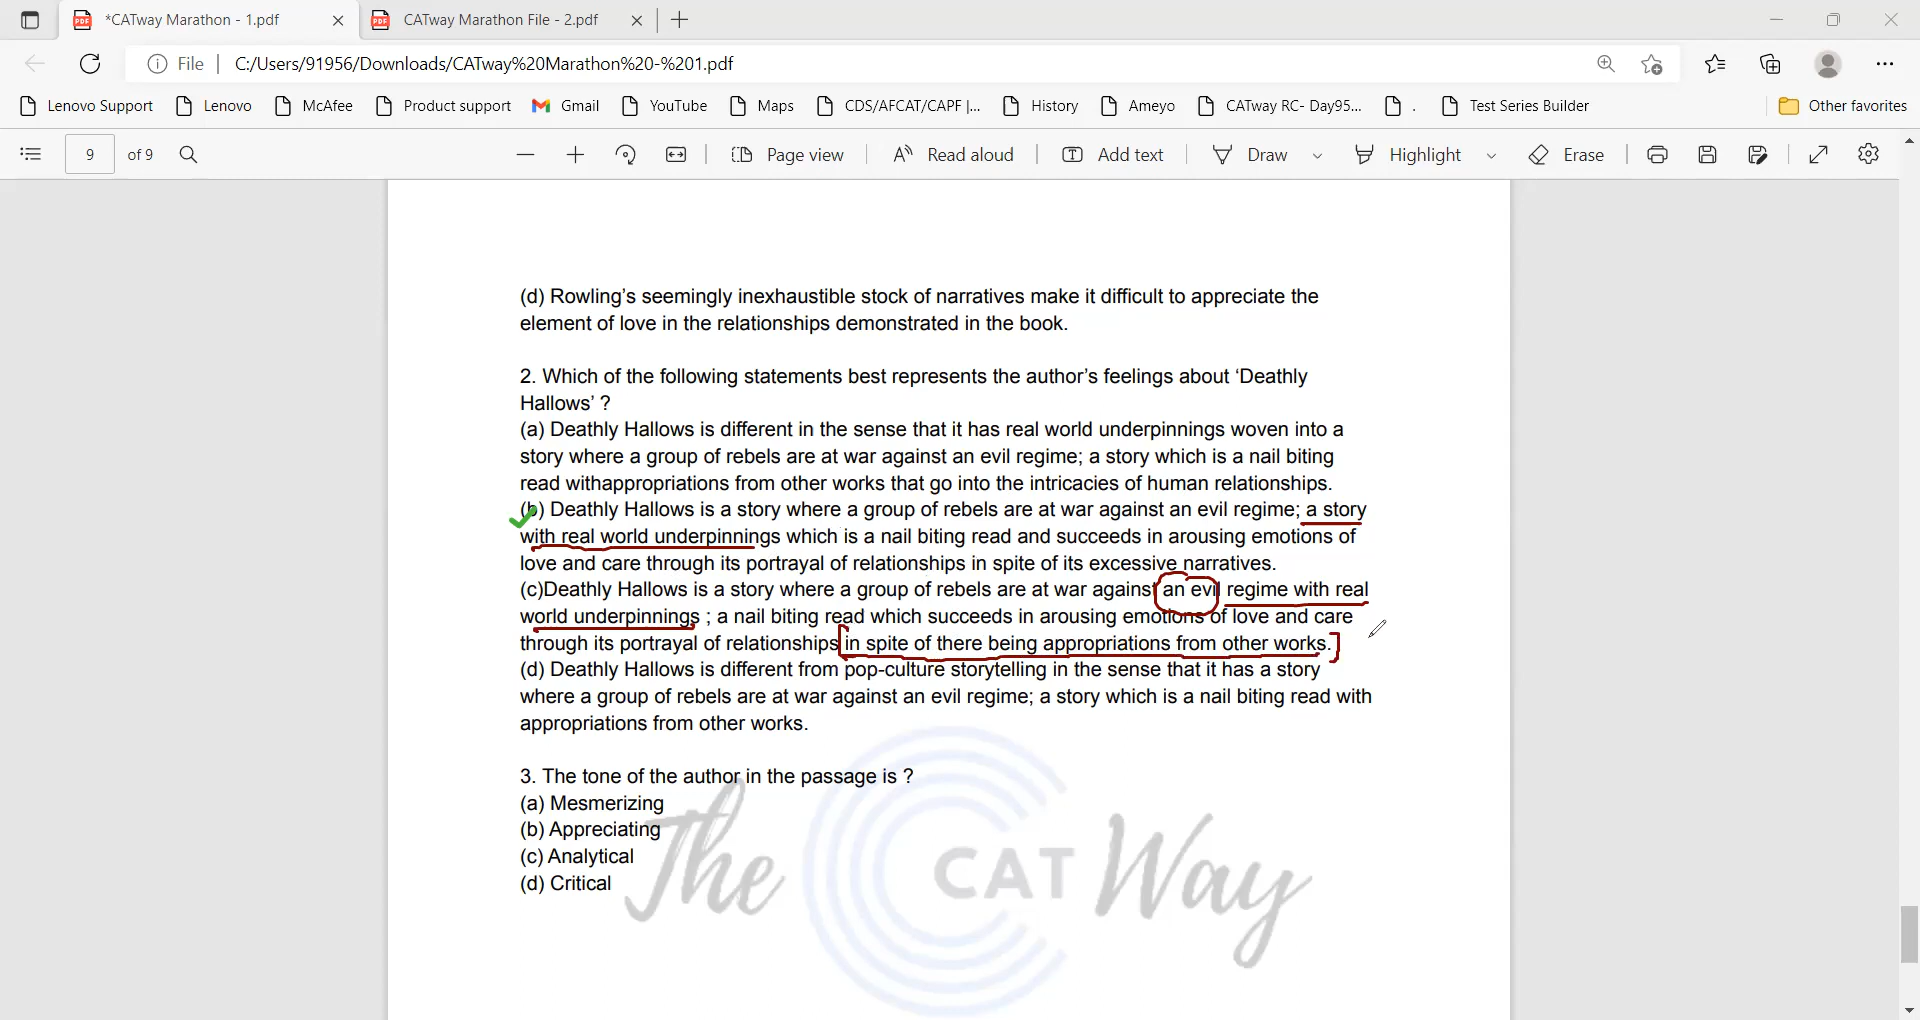 *CATway Marathon - 1.pdf
CATway Marathon File - 2.pdf
File
C:/Users/91956/Downloads/CATway%20Marathon%20-%201.pdf
Lenovo Support Lenovo McAfee Product support Gmail YouTube Maps CDS/AFCAT/CAPF |... History Ameyo CATway RC- Day95... . Test Series Builder Other favorites
9 of 9 Page view Read aloud Add text Draw Highlight Erase
(d) Rowling’s seemingly inexhaustible stock of narratives make it difficult to appreciate the
element of love in the relationships demonstrated in the book.
2. Which of the following statements best represents the author’s feelings about ‘Deathly
Hallows’ ?
(a) Deathly Hallows is different in the sense that it has real world underpinnings woven into a
story where a group of rebels are at war against an evil regime; a story which is a nail biting
read withappropriations from other works that go into the intricacies of human relationships.
(b) Deathly Hallows is a story where a group of rebels are at war against an evil regime; a story
with real world underpinnings which is a nail biting read and succeeds in arousing emotions of
love and care through its portrayal of relationships in spite of its excessive narratives.
(c)Deathly Hallows is a story where a group of rebels are at war against an evil regime with real
world underpinnings ; a nail biting read which succeeds in arousing emotions of love and care
through its portrayal of relationships in spite of there being appropriations from other works.
(d) Deathly Hallows is different from pop-culture storytelling in the sense that it has a story
where a group of rebels are at war against an evil regime; a story which is a nail biting read with
appropriations from other works.
3. The tone of the author in the passage is ?
(a) Mesmerizing
(b) Appreciating
(c) Analytical
(d) Critical
The CAT Way